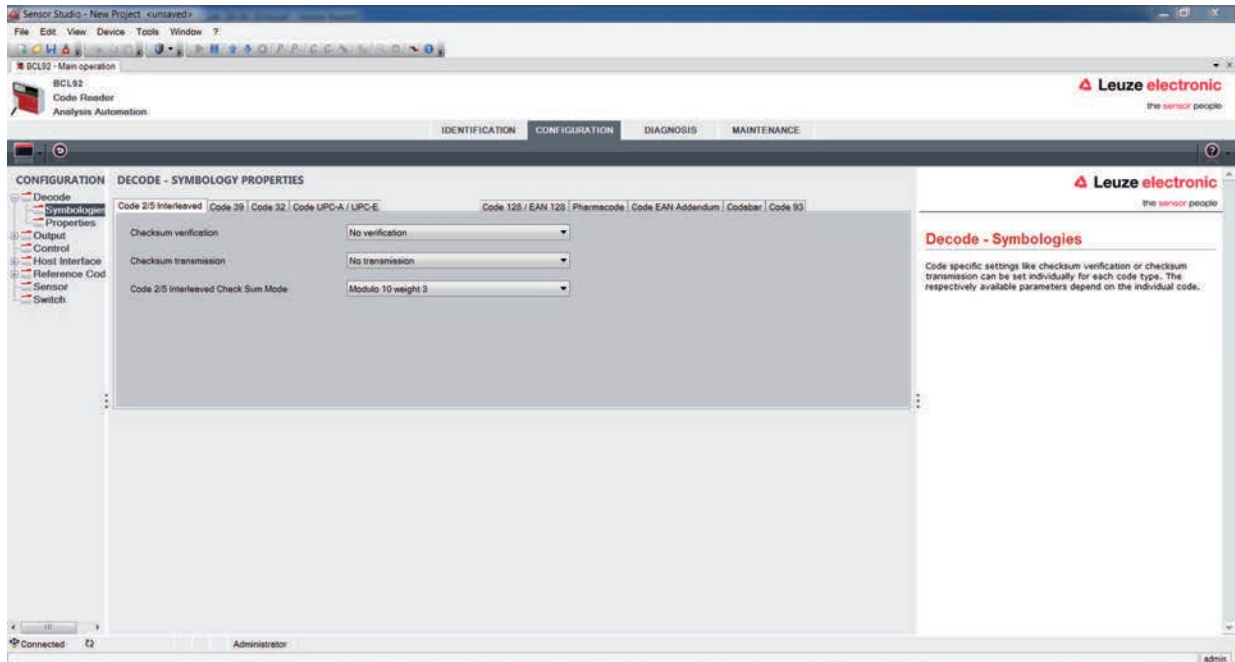 Sensor Studio - New Project <unsaved>
File Edit View Device Tools Window ?
BCL92 - Main operation
BCL92
Code Reader
Analysis Automation
Leuze electronic
the sensor people
IDENTIFICATION CONFIGURATION DIAGNOSIS MAINTENANCE
CONFIGURATION
Decode
Symbologies
Properties
Output
Control
Host Interface
Reference Cod
Sensor
Switch
DECODE - SYMBOLOGY PROPERTIES
Code 2/5 Interleaved Code 39 Code 32 Code UPC-A / UPC-E Code 128 / EAN 128 Pharmacode Code EAN Addendum Codabar Code 93
Checksum verification No verification
Checksum transmission No transmission
Code 2/5 Interleaved Check Sum Mode Modulo 10 weight 3
Leuze electronic
the sensor people
Decode - Symbologies
Code specific settings like checksum verification or checksum
transmission can be set individually for each code type. The
respectively available parameters depend on the individual code.
Connected Administrator
admin